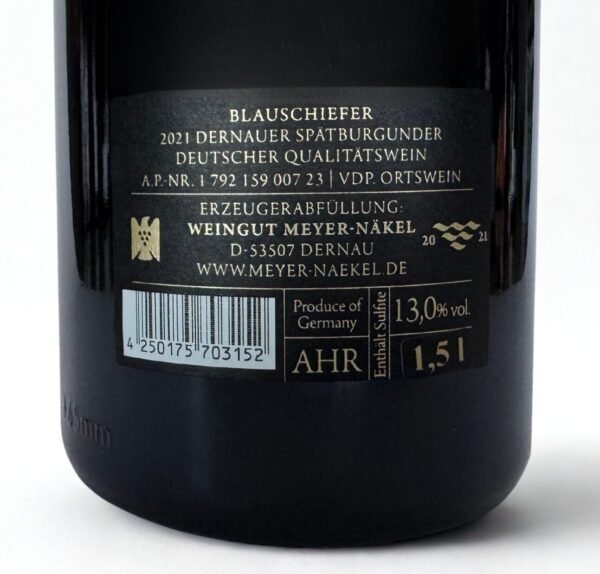 BLAUSCHIEFER
2021 DERNAUER SPÄTBURGUNDER
DEUTSCHER QUALITÄTSWEIN
A.P.-NR. 1 792 159 007 23 | VDP. ORTSWEIN
ERZEUGERABFÜLLUNG:
WEINGUT MEYER-NÄKEL
D-53507 DERNAU
WWW.MEYER-NAEKEL.DE
20 21
4 250175 703152
Produce of
Germany
AHR
Enthält Sulfite
13,0% vol.
1,5 l